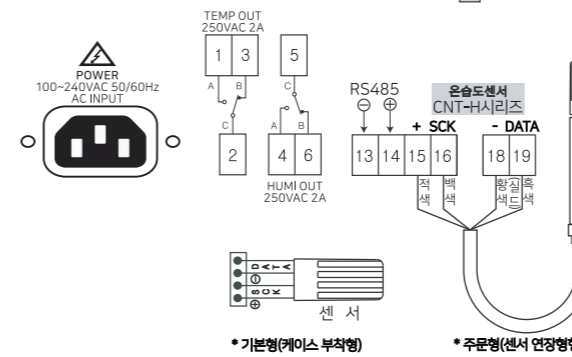 TEMP OUT
250VAC 2A
1 3
A B
C
2
5
C
A B
4 6
HUMI OUT
250VAC 2A
POWER
100~240VAC 50/60Hz
AC INPUT
RS485
⊖ ⊕
온습도센서
CNT-H시리즈
+ SCK - DATA
13 14 15 16 18 19
적색 백색 황색(실드) 흑색
DATA
⊖
SCK
⊕
센 서
* 기본형(케이스 부착형)
* 주문형(센서 연장형